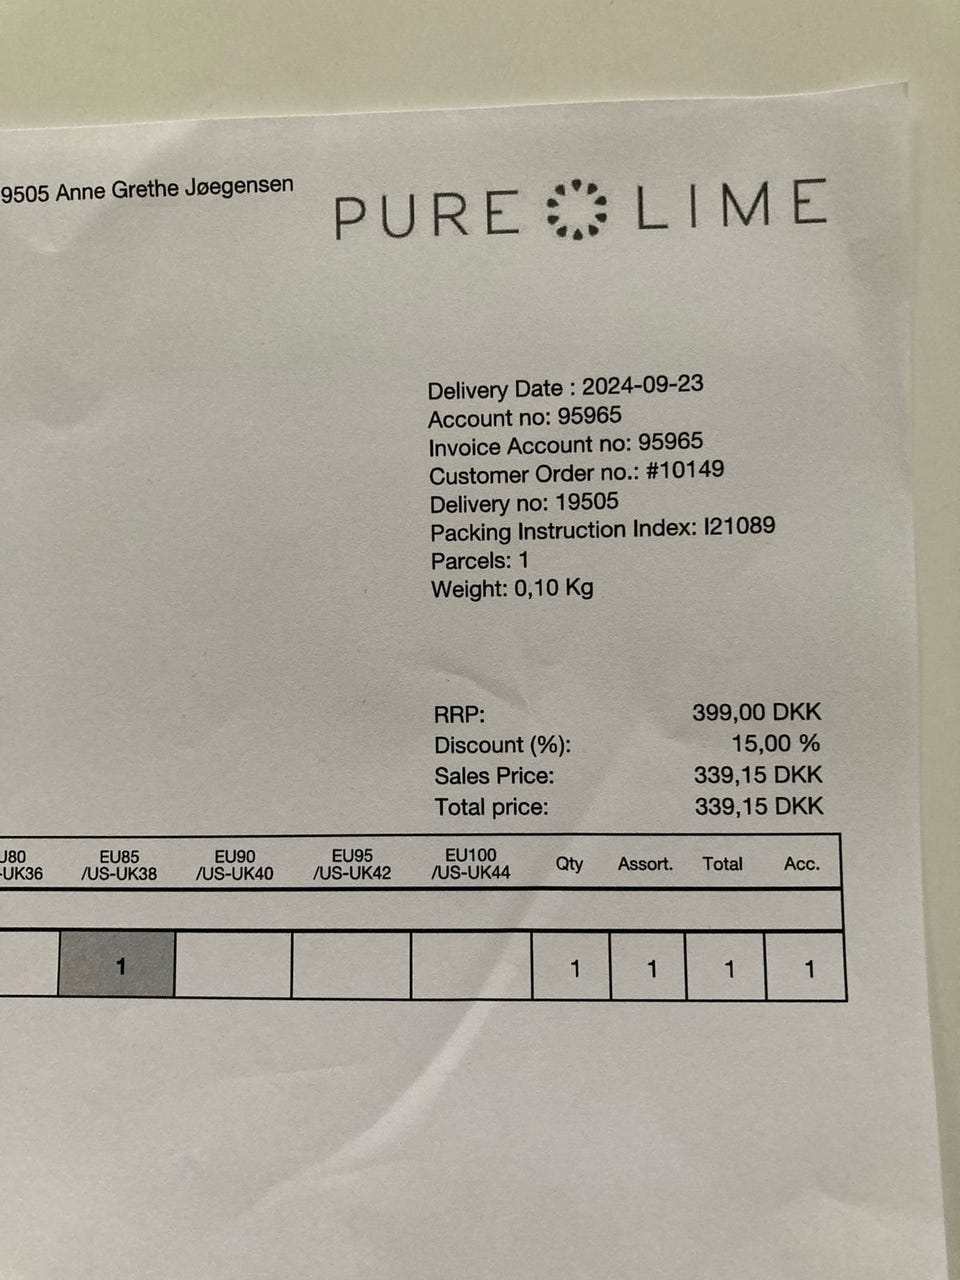 9505 Anne Grethe Jøegensen
PURE LIME
Delivery Date : 2024-09-23
Account no: 95965
Invoice Account no: 95965
Customer Order no.: #10149
Delivery no: 19505
Packing Instruction Index: I21089
Parcels: 1
Weight: 0,10 Kg
RRP: 399,00 DKK
Discount (%): 15,00 %
Sales Price: 339,15 DKK
Total price: 339,15 DKK
U80 EU85 EU90 EU95 EU100 Qty Assort. Total Acc.
-UK36 /US-UK38 /US-UK40 /US-UK42 /US-UK44
1 1 1 1 1